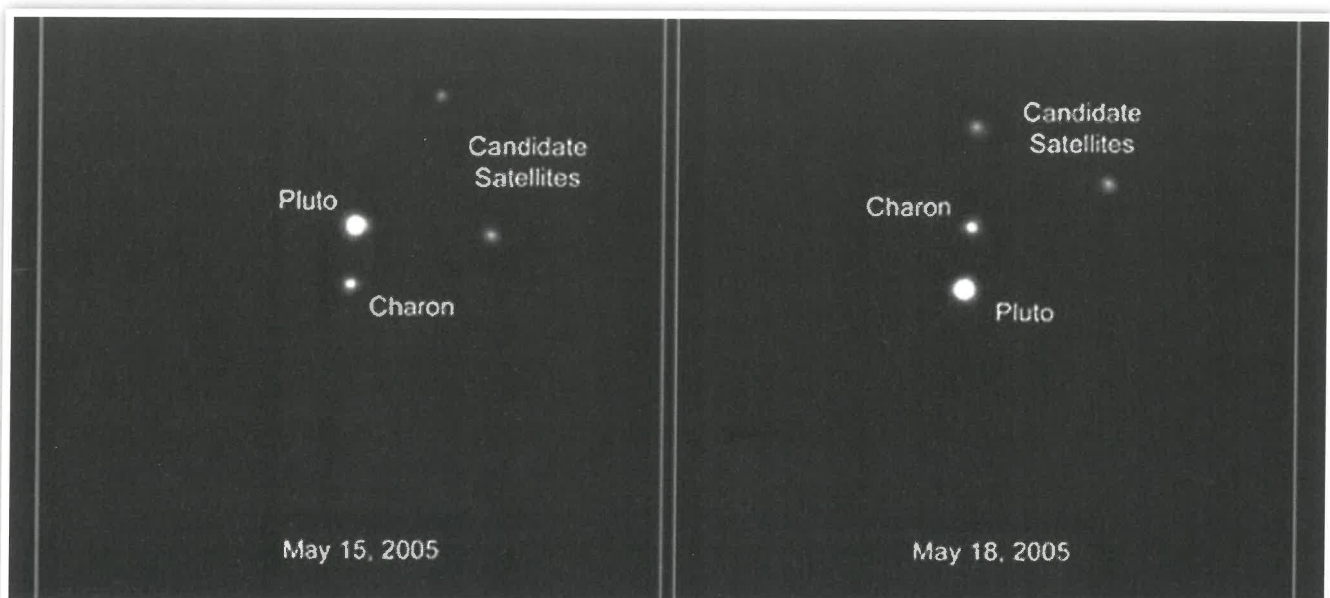 Candidate
Satellites
Pluto
Charon
May 15, 2005
Candidate
Satellites
Charon
Pluto
May 18, 2005